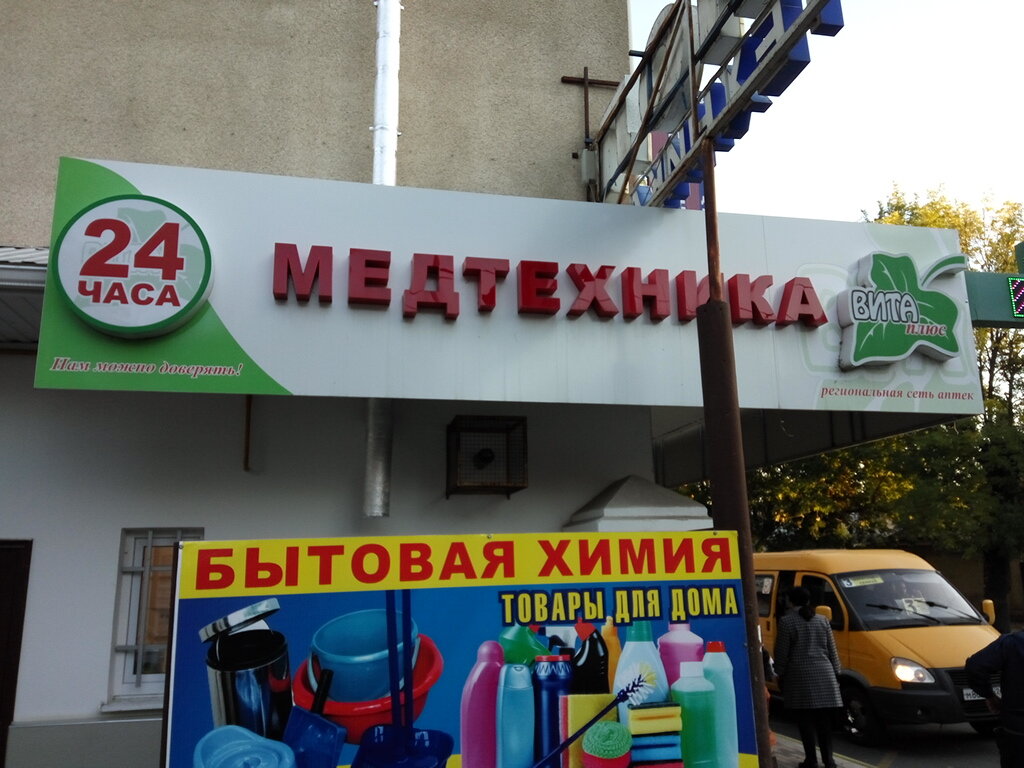 24
ЧАСА
Нам можно доверять!
МЕДТЕХНИКА
ВИТА
плюс
региональная сеть аптек
БЫТОВАЯ ХИМИЯ
ТОВАРЫ ДЛЯ ДОМА